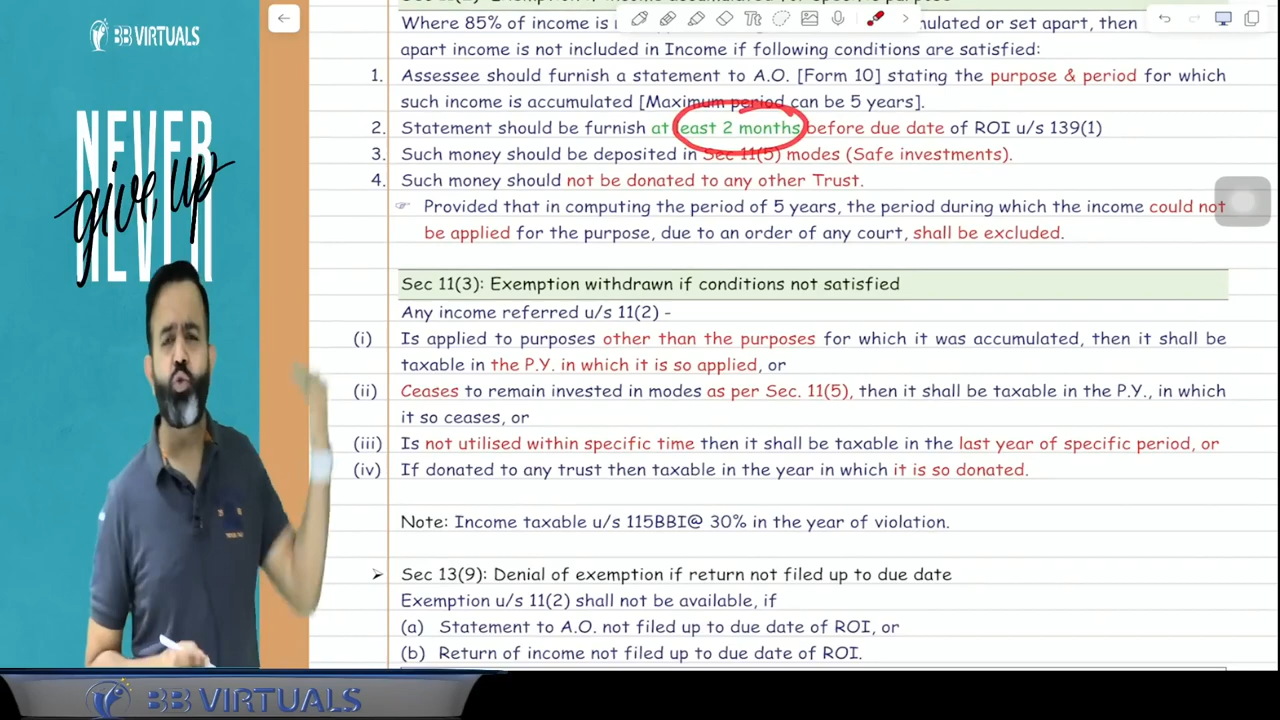 BB VIRTUALS
NEVER
give up
NEVER
Where 85% of income is
mulated or set apart, then
apart income is not included in Income if following conditions are satisfied:
1. Assessee should furnish a statement to A.O. [Form 10] stating the purpose & period for which
such income is accumulated [Maximum period can be 5 years].
2. Statement should be furnish at least 2 months before due date of ROI u/s 139(1)
3. Such money should be deposited in Sec 11(5) modes (Safe investments).
4. Such money should not be donated to any other Trust.
☞ Provided that in computing the period of 5 years, the period during which the income could not
be applied for the purpose, due to an order of any court, shall be excluded.
Sec 11(3): Exemption withdrawn if conditions not satisfied
Any income referred u/s 11(2) -
(i) Is applied to purposes other than the purposes for which it was accumulated, then it shall be
taxable in the P.Y. in which it is so applied, or
(ii) Ceases to remain invested in modes as per Sec. 11(5), then it shall be taxable in the P.Y., in which
it so ceases, or
(iii) Is not utilised within specific time then it shall be taxable in the last year of specific period, or
(iv) If donated to any trust then taxable in the year in which it is so donated.
Note: Income taxable u/s 115BBI@ 30% in the year of violation.
➢ Sec 13(9): Denial of exemption if return not filed up to due date
Exemption u/s 11(2) shall not be available, if
(a) Statement to A.O. not filed up to due date of ROI, or
(b) Return of income not filed up to due date of ROI.
BB VIRTUALS